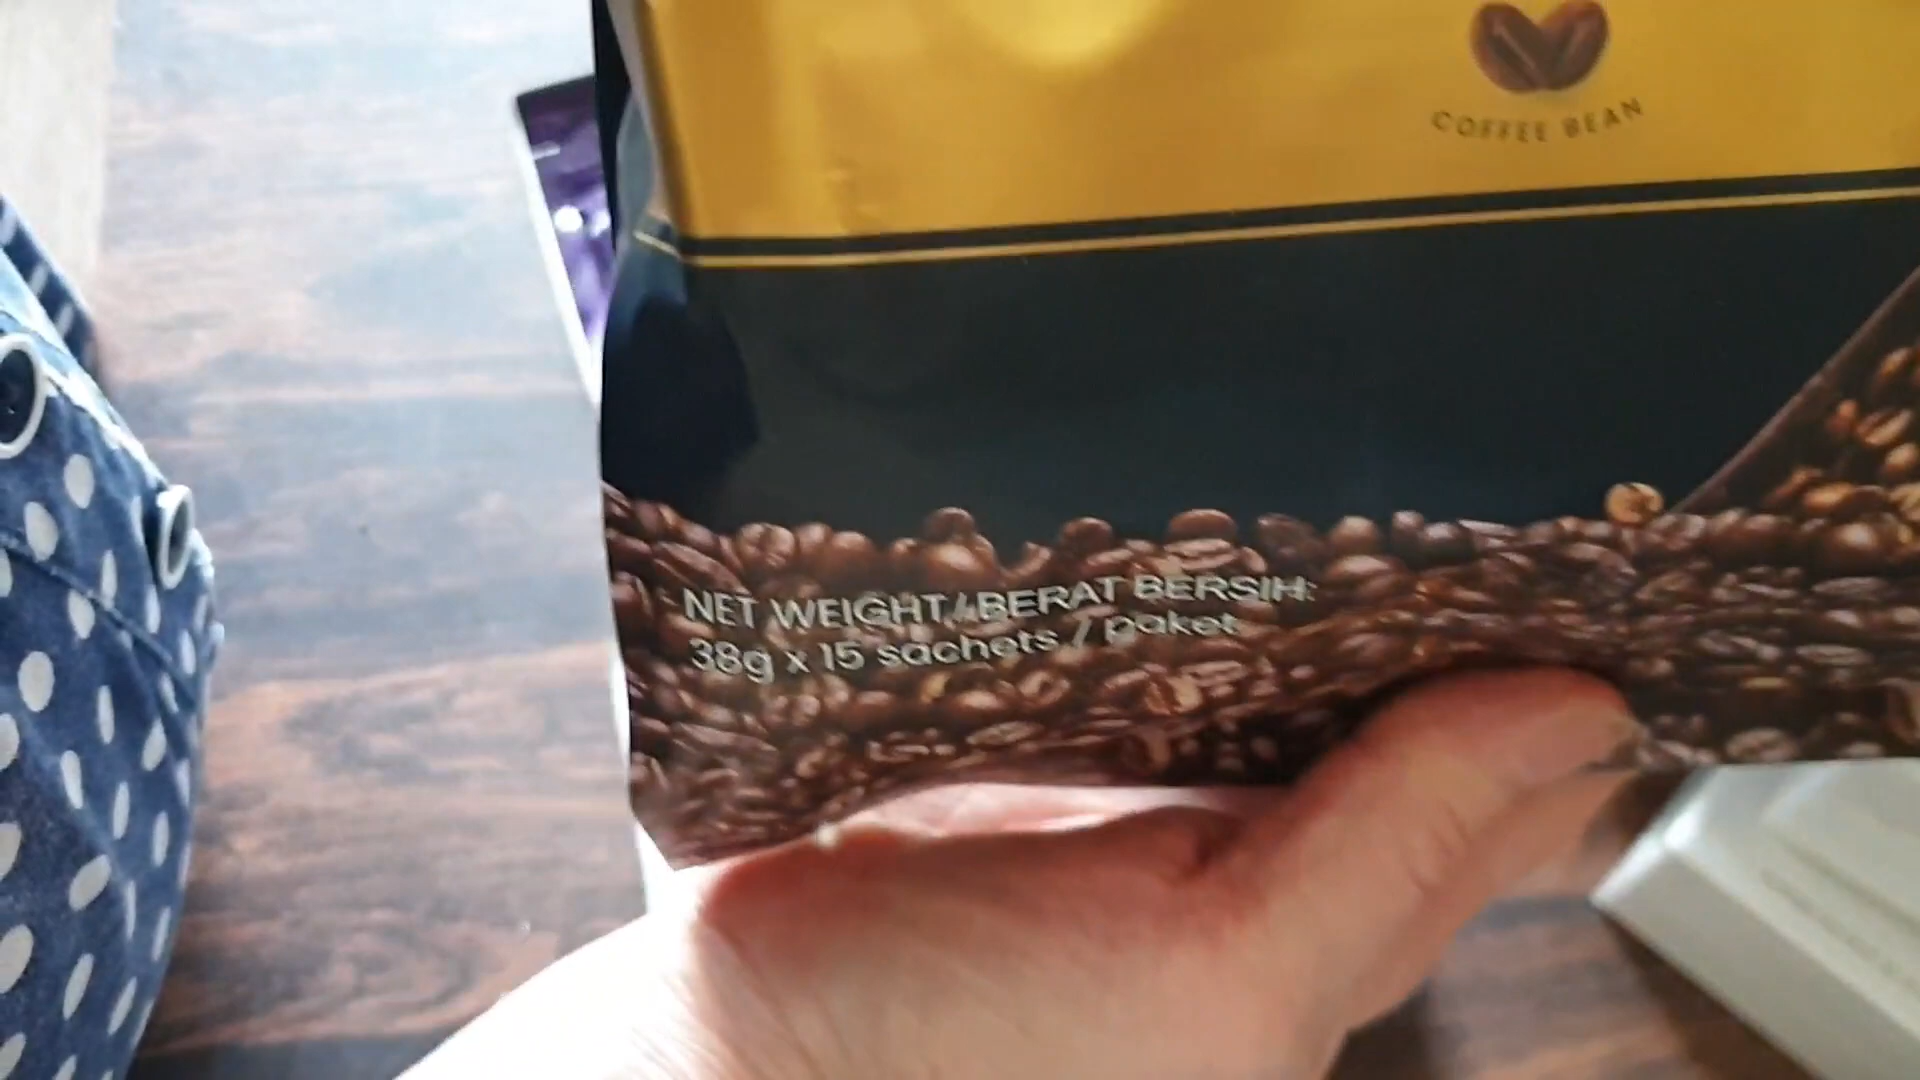 COFFEE BEAN
NET WEIGHT / BERAT BERSIH:
38g x 15 sachets / paket